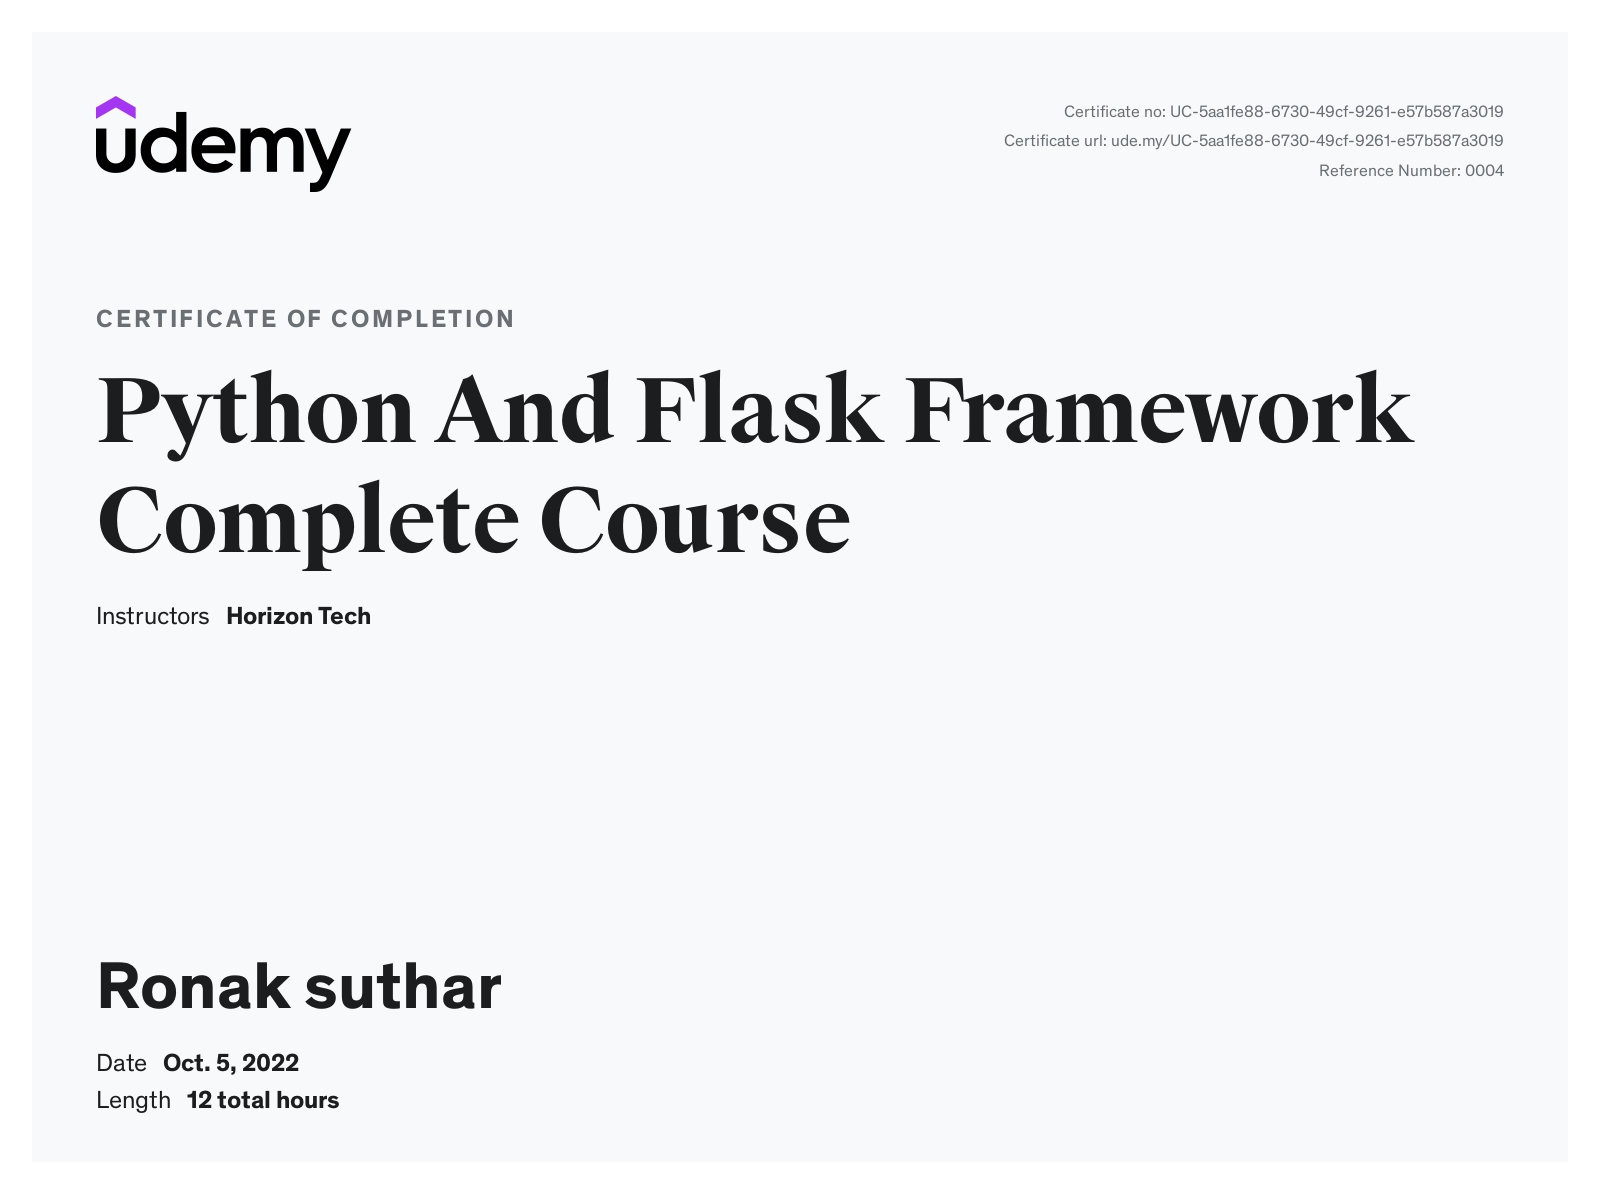 udemy
Certificate no: UC-5aa1fe88-6730-49cf-9261-e57b587a3019
Certificate url: ude.my/UC-5aa1fe88-6730-49cf-9261-e57b587a3019
Reference Number: 0004
CERTIFICATE OF COMPLETION
Python And Flask Framework
Complete Course
Instructors Horizon Tech
Ronak suthar
Date Oct. 5, 2022
Length 12 total hours